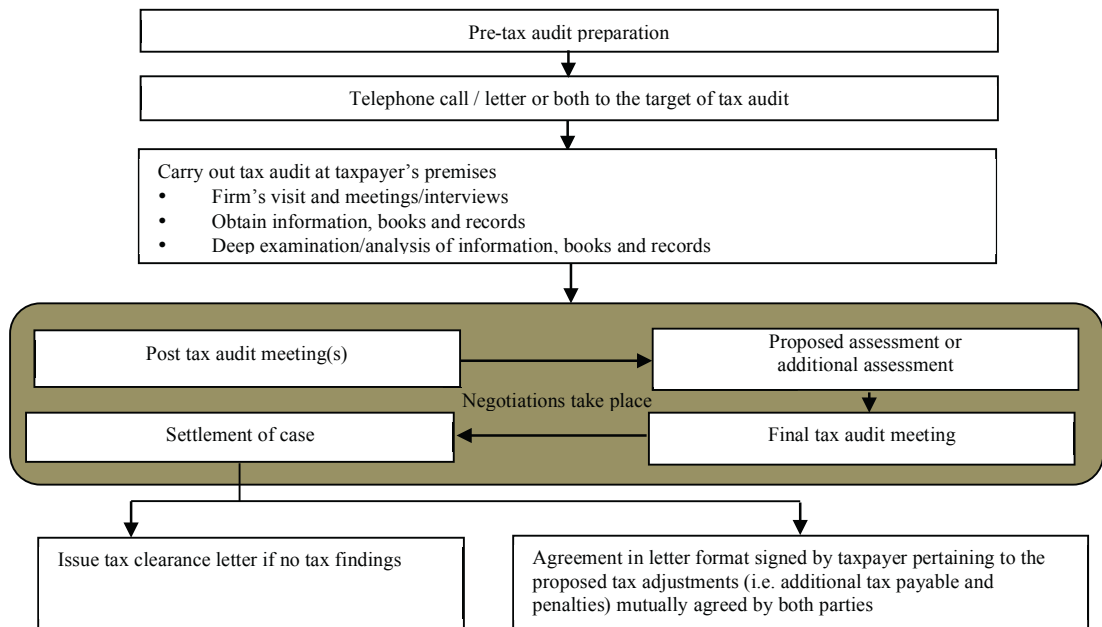 Pre-tax audit preparation
Telephone call / letter or both to the target of tax audit
Carry out tax audit at taxpayer’s premises
• Firm’s visit and meetings/interviews
• Obtain information, books and records
• Deep examination/analysis of information, books and records
Post tax audit meeting(s)
Proposed assessment or
additional assessment
Negotiations take place
Settlement of case
Final tax audit meeting
Issue tax clearance letter if no tax findings
Agreement in letter format signed by taxpayer pertaining to the
proposed tax adjustments (i.e. additional tax payable and
penalties) mutually agreed by both parties